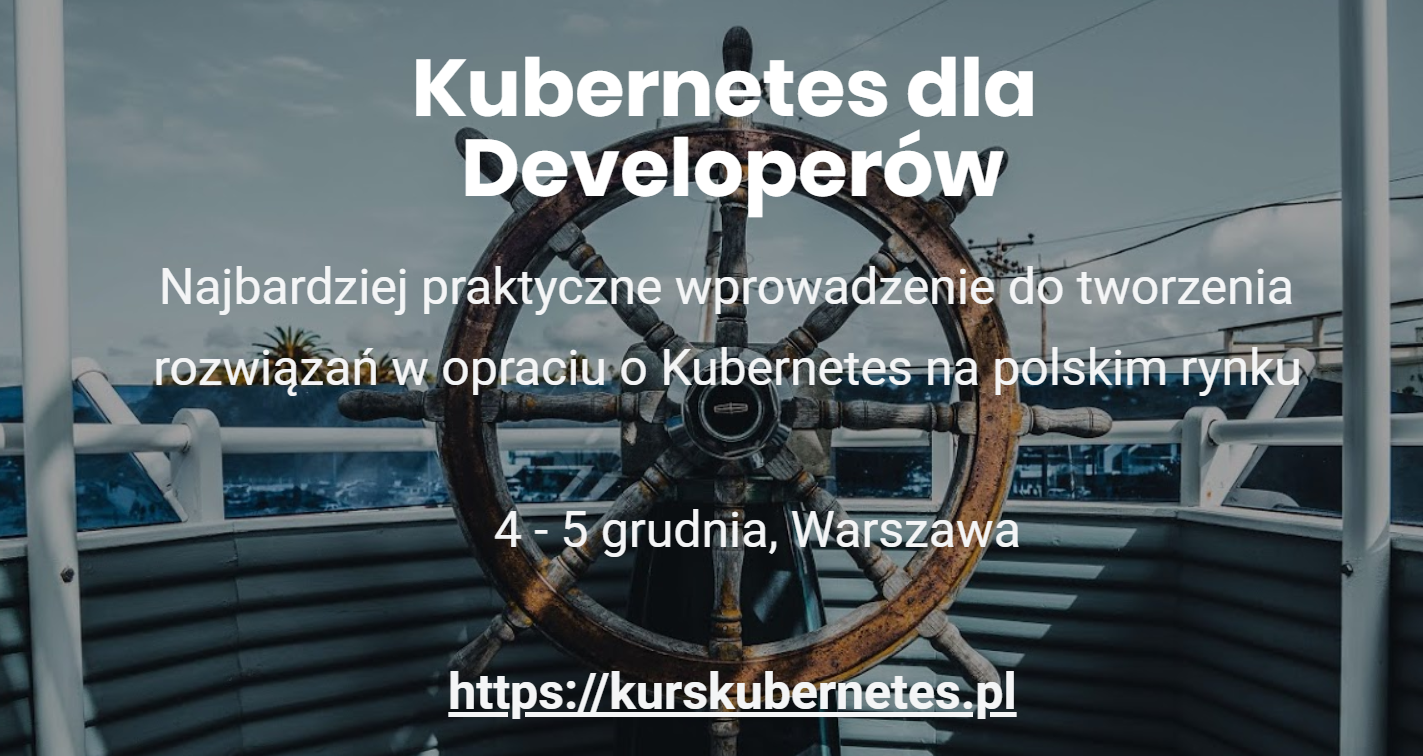 Kubernetes dla
Developerów
Najbardziej praktyczne wprowadzenie do tworzenia
rozwiązań w opraciu o Kubernetes na polskim rynku
4 - 5 grudnia, Warszawa
https://kurskubernetes.pl